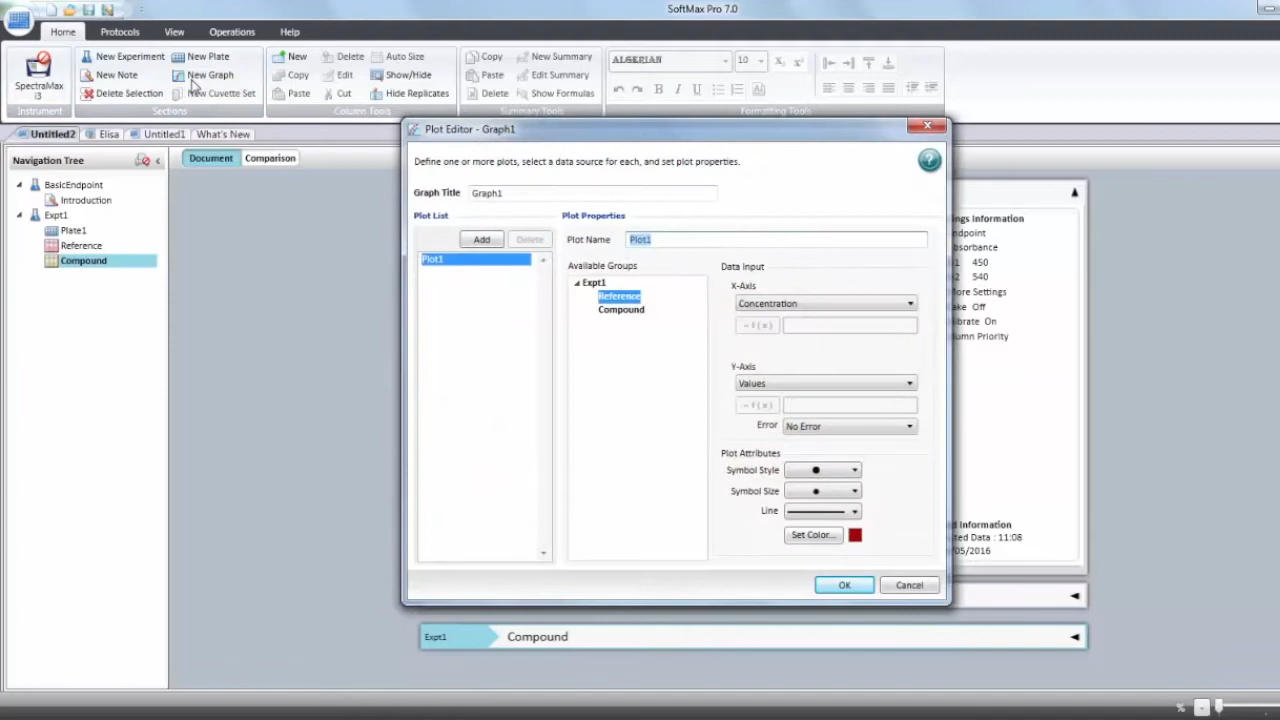 SoftMax Pro 7.0
Home Protocols View Operations Help
New Experiment New Plate New Delete Auto Size Copy New Summary ALGERIAN 10
SpectraMax i3
New Note New Graph Copy Edit Show/Hide Paste Edit Summary
Delete Selection New Cuvette Set Paste Cut Hide Replicates Delete Show Formulas
Instrument Sections Column Tools Summary Tools Formatting Tools
Untitled2 Elisa Untitled1 What's New
Navigation Tree
Document Comparison
BasicEndpoint
Introduction
Expt1
Plate1
Reference
Compound
Plot Editor - Graph1
Define one or more plots, select a data source for each, and set plot properties.
Graph Title Graph1
Plot List
Add Delete
Plot1
Plot Properties
Plot Name Plot1
Available Groups
Expt1
Reference
Compound
Data Input
X-Axis
Concentration
Y-Axis
Values
Error No Error
Plot Attributes
Symbol Style
Symbol Size
Line
Set Color...
OK Cancel
ngs Information
ndpoint
bsorbance
1 450
2 540
ore Settings
ake Off
librate On
umn Priority
d Information
ted Data : 11:08
/05/2016
Expt1 Compound
%